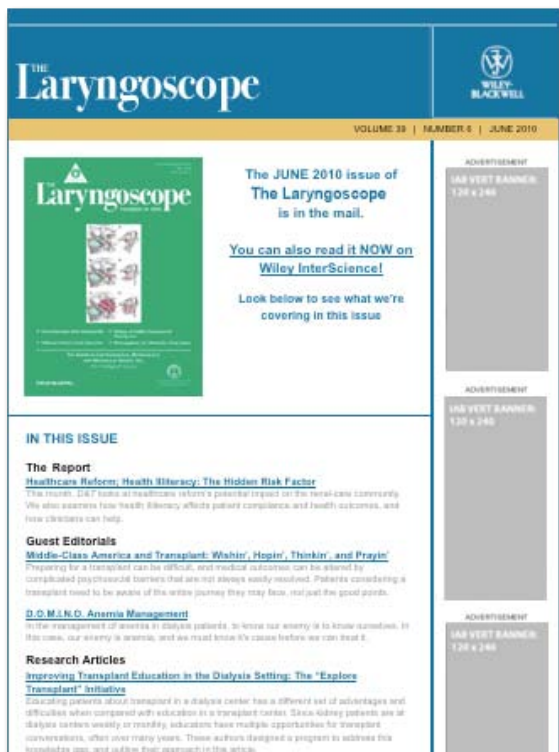 THE
Laryngoscope
WILEY-
BLACKWELL
VOLUME 39 | NUMBER 6 | JUNE 2010
THE
Laryngoscope
The JUNE 2010 issue of
The Laryngoscope
is in the mail.
You can also read it NOW on
Wiley InterScience!
Look below to see what we're
covering in this issue
ADVERTISEMENT
IAB VERT BANNER:
120 x 240
ADVERTISEMENT
IAB VERT BANNER:
120 x 240
ADVERTISEMENT
IAB VERT BANNER:
120 x 240
IN THIS ISSUE
The Report
Healthcare Reform; Health Illiteracy: The Hidden Risk Factor
This month, D&T looks at healthcare reform's potential impact on the renal-care community.
We also examine how health illiteracy affects patient compliance and health outcomes, and
how clinicians can help.
Guest Editorials
Middle-Class America and Transplant: Wishin', Hopin', Thinkin', and Prayin'
Preparing for a transplant can be difficult, and medical outcomes can be altered by
complicated psychosocial barriers that are not always easily resolved. Patients considering a
transplant need to be aware of the entire journey they may face, not just the good points.
D.O.M.I.N.O. Anemia Management
In the management of anemia in dialysis patients, to know our enemy is to know ourselves. In
this case, our enemy is anemia, and we must know it's cause before we can treat it.
Research Articles
Improving Transplant Education in the Dialysis Setting: The "Explore
Transplant" Initiative
Educating patients about transplant in a dialysis center has a different set of advantages and
difficulties when compared with education in a transplant center. Since kidney patients are at
dialysis centers weekly or monthly, educators have multiple opportunities for transplant
conversations, often over many years. These authors designed a program to address this
knowledge gap, and outline their approach in this article.